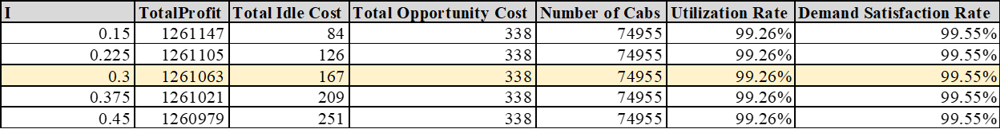 I TotalProfit Total Idle Cost Total Opportunity Cost Number of Cabs Utilization Rate Demand Satisfaction Rate
0.15 1261147 84 338 74955 99.26% 99.55%
0.225 1261105 126 338 74955 99.26% 99.55%
0.3 1261063 167 338 74955 99.26% 99.55%
0.375 1261021 209 338 74955 99.26% 99.55%
0.45 1260979 251 338 74955 99.26% 99.55%